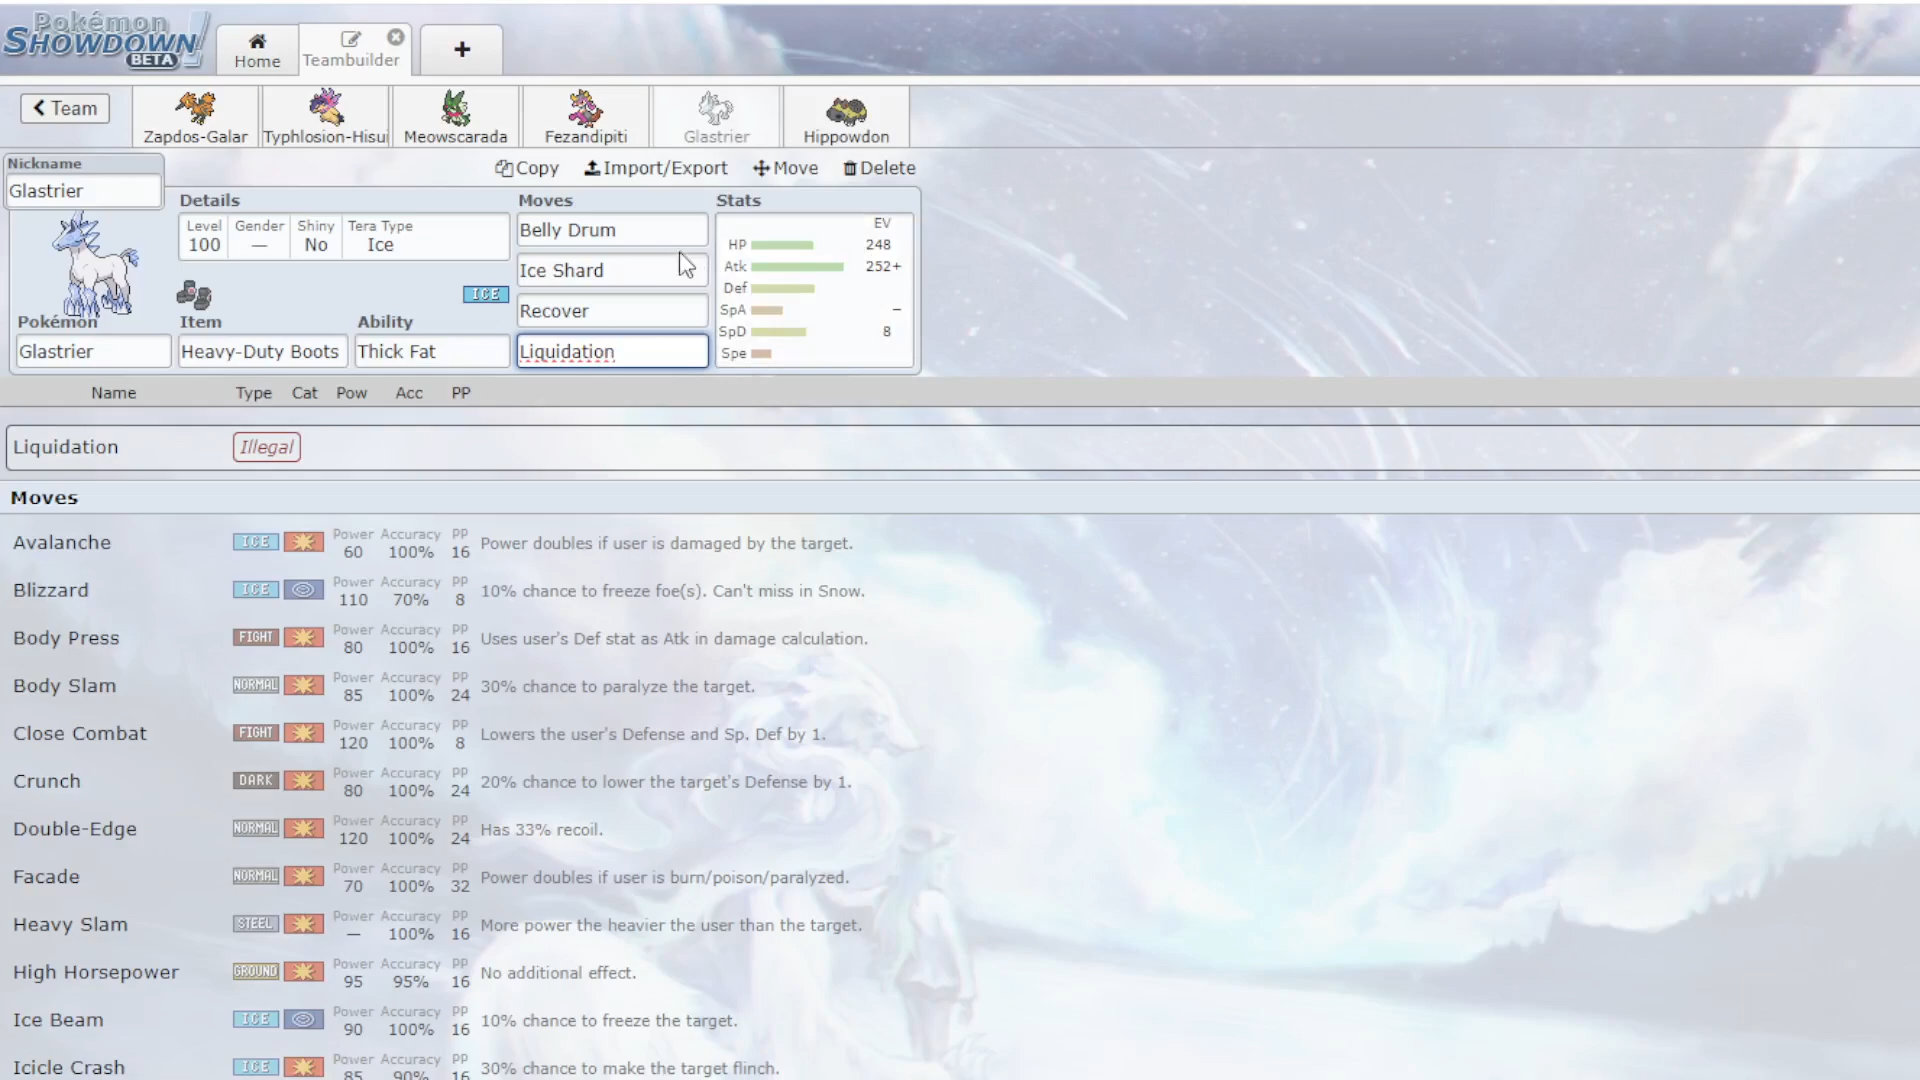 Pokémon
SHOWDOWN
BETA
Home
Teambuilder
+
Team
Zapdos-Galar
Typhlosion-Hisui
Meowscarada
Fezandipiti
Glastrier
Hippowdon
Nickname
Glastrier
Copy Import/Export Move Delete
Details
Level 100
Gender —
Shiny No
Tera Type Ice
ICE
Pokémon
Glastrier
Item
Heavy-Duty Boots
Ability
Thick Fat
Moves
Belly Drum
Ice Shard
Recover
Liquidation
Stats
EV
HP 248
Atk 252+
Def
SpA –
SpD 8
Spe
Name Type Cat Pow Acc PP
Liquidation Illegal
Moves
Avalanche ICE Power 60 Accuracy 100% PP 16 Power doubles if user is damaged by the target.
Blizzard ICE Power 110 Accuracy 70% PP 8 10% chance to freeze foe(s). Can't miss in Snow.
Body Press FIGHT Power 80 Accuracy 100% PP 16 Uses user's Def stat as Atk in damage calculation.
Body Slam NORMAL Power 85 Accuracy 100% PP 24 30% chance to paralyze the target.
Close Combat FIGHT Power 120 Accuracy 100% PP 8 Lowers the user's Defense and Sp. Def by 1.
Crunch DARK Power 80 Accuracy 100% PP 24 20% chance to lower the target's Defense by 1.
Double-Edge NORMAL Power 120 Accuracy 100% PP 24 Has 33% recoil.
Facade NORMAL Power 70 Accuracy 100% PP 32 Power doubles if user is burn/poison/paralyzed.
Heavy Slam STEEL Power — Accuracy 100% PP 16 More power the heavier the user than the target.
High Horsepower GROUND Power 95 Accuracy 95% PP 16 No additional effect.
Ice Beam ICE Power 90 Accuracy 100% PP 16 10% chance to freeze the target.
Icicle Crash ICE Power 85 Accuracy 90% PP 16 30% chance to make the target flinch.